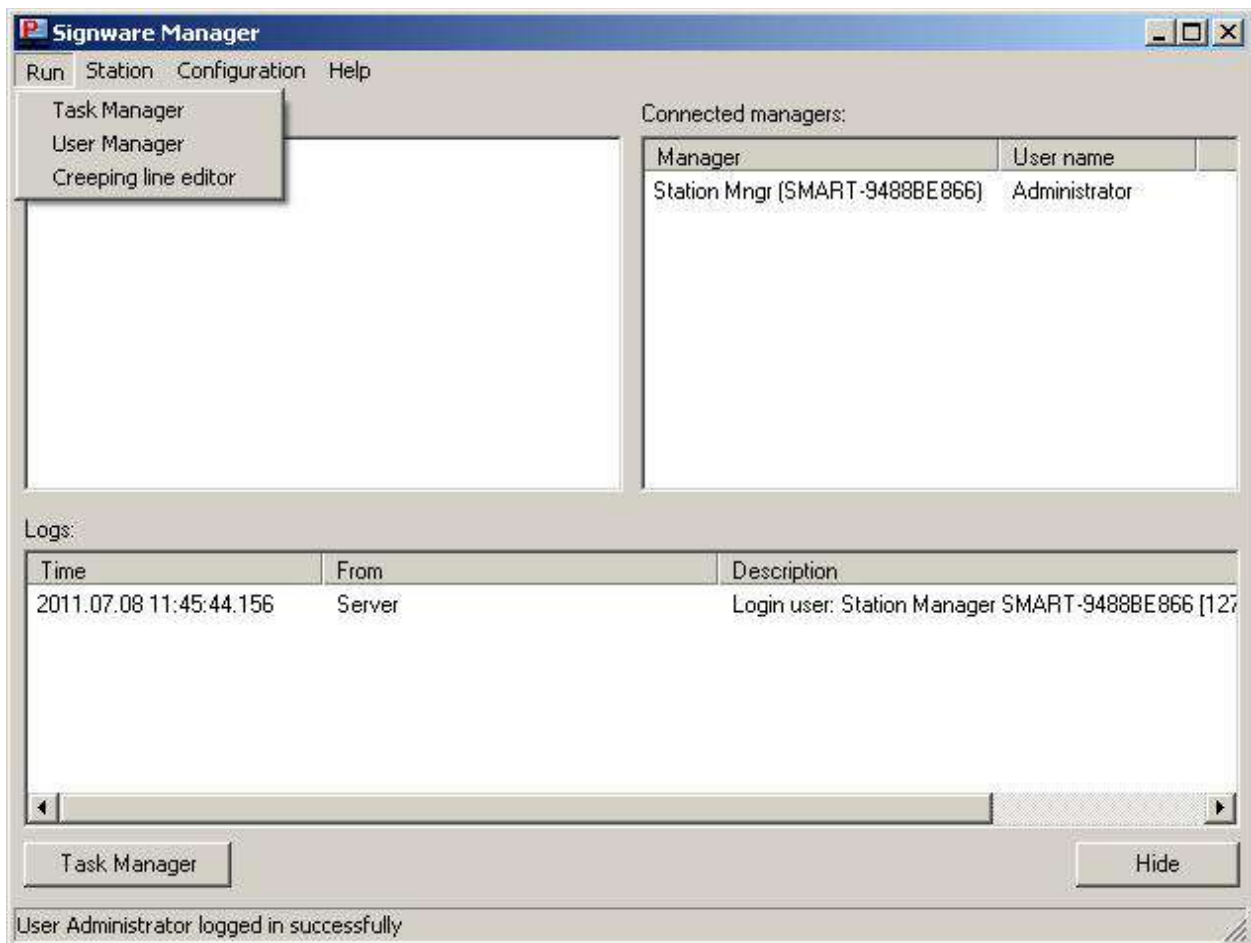 Signware Manager
Run Station Configuration Help
Task Manager
User Manager
Creeping line editor
Connected managers:
Manager User name
Station Mngr (SMART-9488BE866) Administrator
Logs:
Time From Description
2011.07.08 11:45:44.156 Server Login user: Station Manager SMART-9488BE866 [127
Task Manager Hide
User Administrator logged in successfully